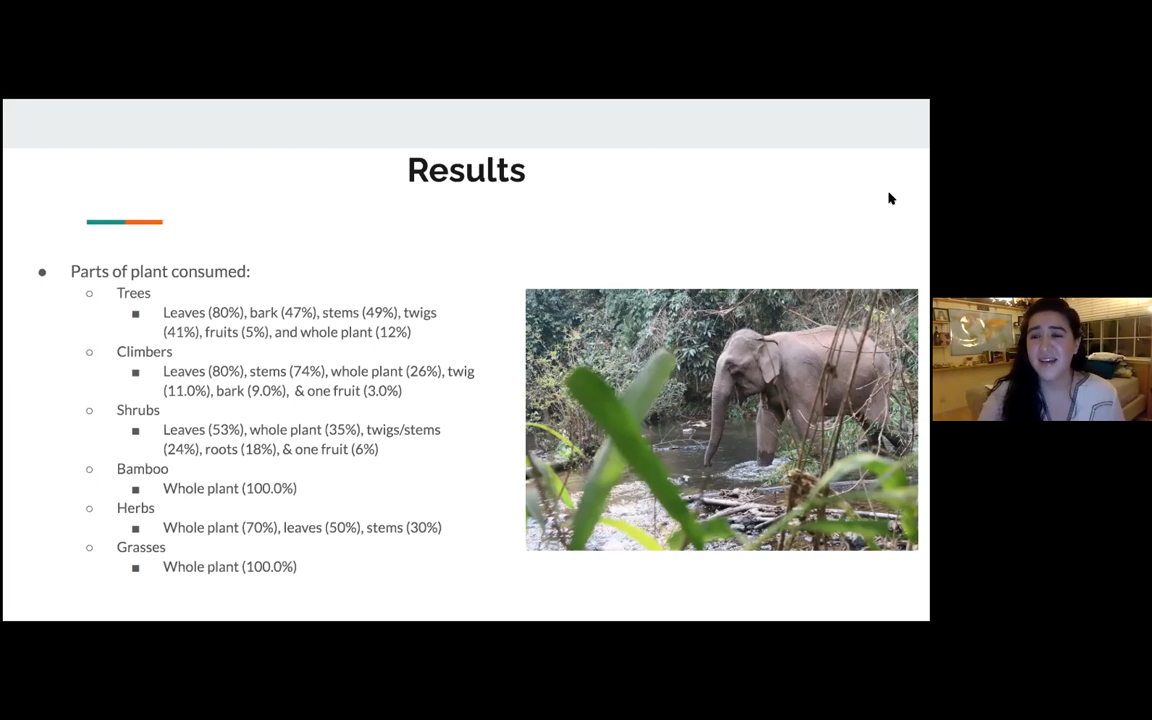 Results
Parts of plant consumed:
Trees
Leaves (80%), bark (47%), stems (49%), twigs
(41%), fruits (5%), and whole plant (12%)
Climbers
Leaves (80%), stems (74%), whole plant (26%), twig
(11.0%), bark (9.0%),  & one fruit (3.0%)
Shrubs
Leaves (53%), whole plant (35%), twigs/stems
(24%), roots (18%), & one fruit (6%)
Bamboo
Whole plant (100.0%)
Herbs
Whole plant (70%), leaves (50%), stems (30%)
Grasses
Whole plant (100.0%)